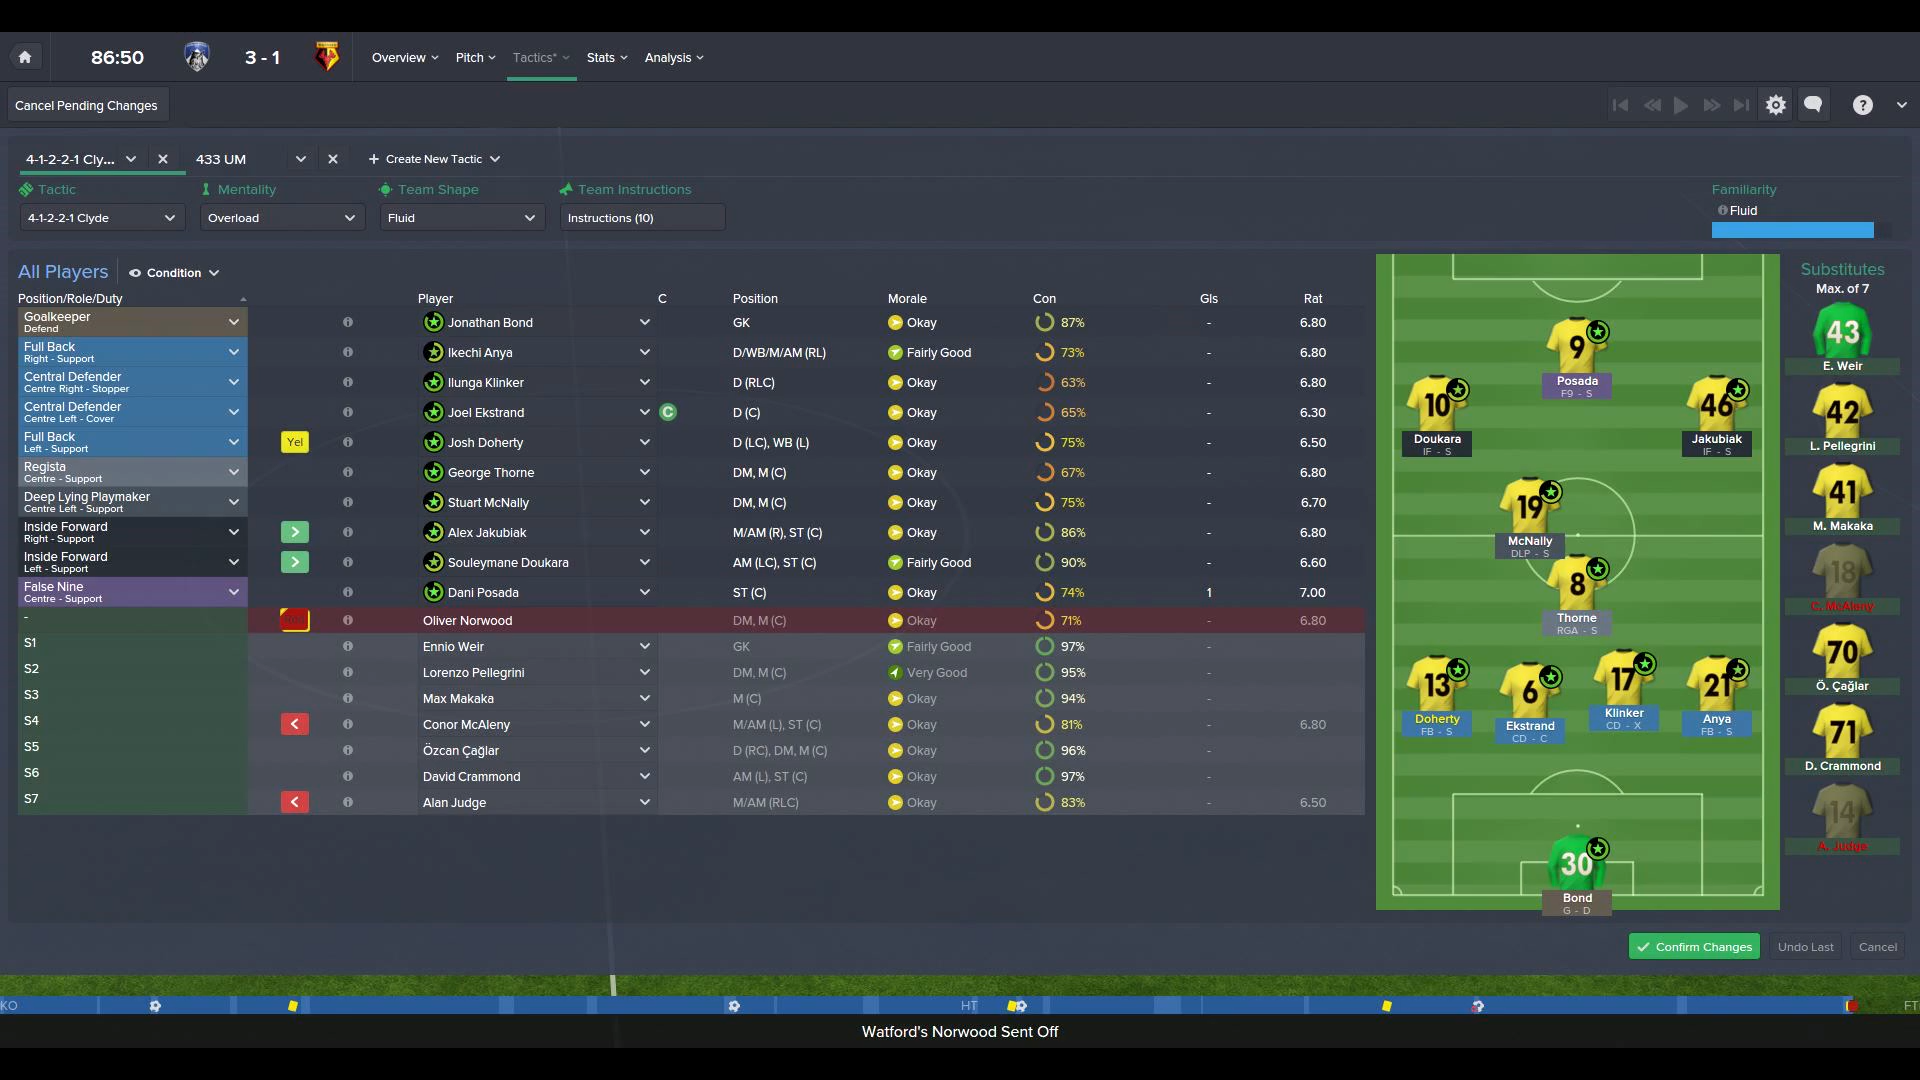 86:50
3 - 1
Overview
Pitch
Tactics*
Stats
Analysis
Cancel Pending Changes
?
4-1-2-2-1 Cly...
433 UM
+ Create New Tactic
Tactic
Mentality
Team Shape
Team Instructions
Familiarity
4-1-2-2-1 Clyde
Overload
Fluid
Instructions (10)
Fluid
All Players
Condition
Position/Role/Duty Player C Position Morale Con Gls Rat
Goalkeeper
Defend
Jonathan Bond GK Okay 87% - 6.80
Full Back
Right - Support
Ikechi Anya D/WB/M/AM (RL) Fairly Good 73% - 6.80
Central Defender
Centre Right - Stopper
Ilunga Klinker D (RLC) Okay 63% - 6.80
Central Defender
Centre Left - Cover
Joel Ekstrand C D (C) Okay 65% - 6.30
Full Back
Left - Support
Yel Josh Doherty D (LC), WB (L) Okay 75% - 6.50
Regista
Centre - Support
George Thorne DM, M (C) Okay 67% - 6.80
Deep Lying Playmaker
Centre Left - Support
Stuart McNally DM, M (C) Okay 75% - 6.70
Inside Forward
Right - Support
Alex Jakubiak M/AM (R), ST (C) Okay 86% - 6.80
Inside Forward
Left - Support
Souleymane Doukara AM (LC), ST (C) Fairly Good 90% - 6.60
False Nine
Centre - Support
Dani Posada ST (C) Okay 74% 1 7.00
- Red Oliver Norwood DM, M (C) Okay 71% - 6.80
S1 Ennio Weir GK Fairly Good 97% -
S2 Lorenzo Pellegrini DM, M (C) Very Good 95% -
S3 Max Makaka M (C) Okay 94% -
S4 Conor McAleny M/AM (L), ST (C) Okay 81% - 6.80
S5 Özcan Çağlar D (RC), DM, M (C) Okay 96% -
S6 David Crammond AM (L), ST (C) Okay 97% -
S7 Alan Judge M/AM (RLC) Okay 83% - 6.50
9
Posada
F9 - S
10
Doukara
IF - S
46
Jakubiak
IF - S
19
McNally
DLP - S
8
Thorne
RGA - S
13
Doherty
FB - S
6
Ekstrand
CD - C
17
Klinker
CD - X
21
Anya
FB - S
30
Bond
G - D
Substitutes
Max. of 7
43
E. Weir
42
L. Pellegrini
41
M. Makaka
18
C. McAleny
70
Ö. Çağlar
71
D. Crammond
14
A. Judge
Confirm Changes
Undo Last
Cancel
KO
HT
FT
Watford's Norwood Sent Off